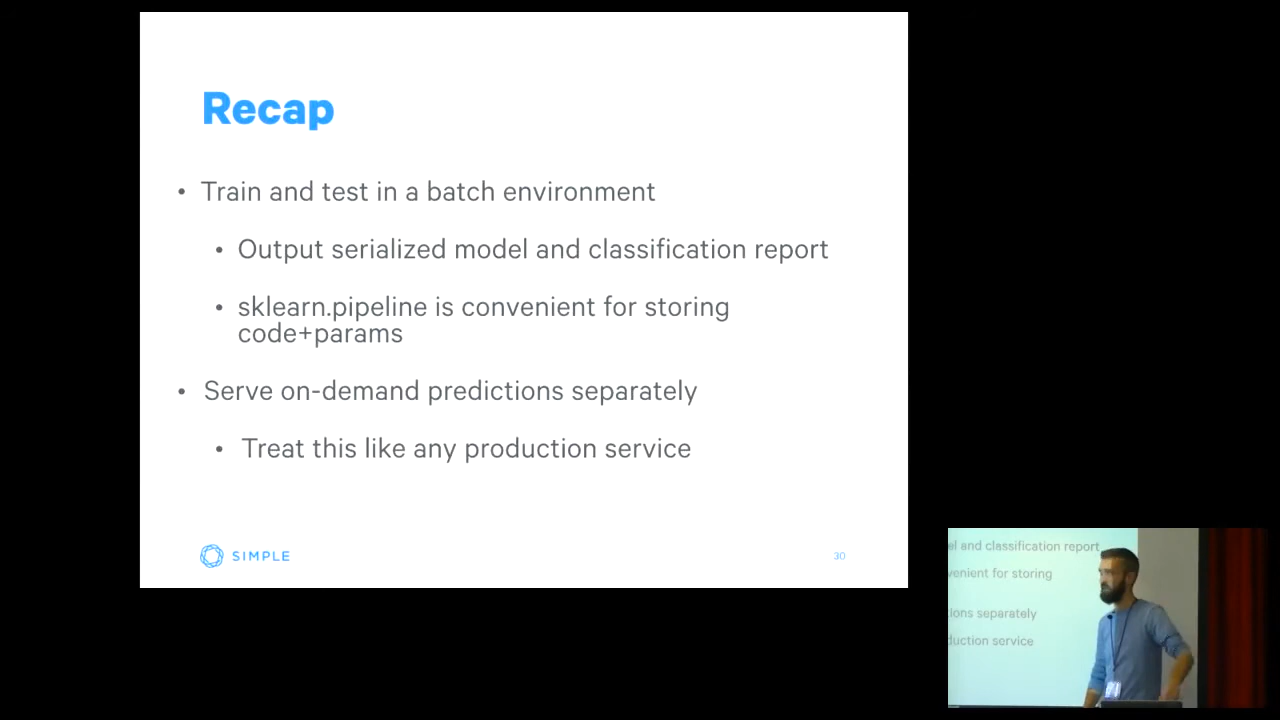 Recap
• Train and test in a batch environment
• Output serialized model and classification report
• sklearn.pipeline is convenient for storing
code+params
• Serve on-demand predictions separately
• Treat this like any production service
SIMPLE
30
el and classification report
venient for storing
ions separately
duction service